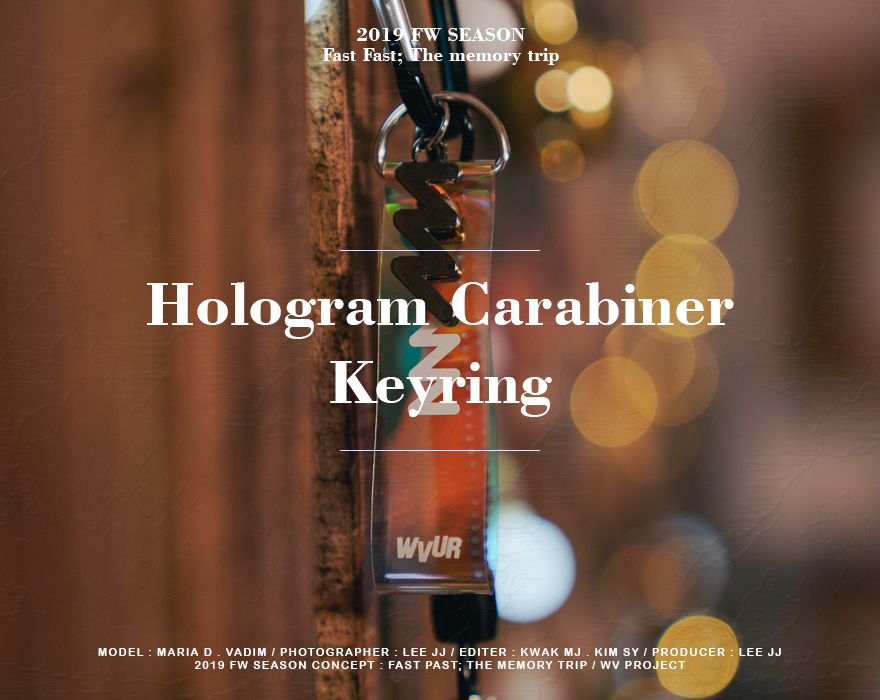 2019 FW SEASON
Fast Fast; The memory trip
Hologram Carabiner
Keyring
WVUR
MODEL : MARIA D . VADIM / PHOTOGRAPHER : LEE JJ / EDITER : KWAK MJ . KIM SY / PRODUCER : LEE JJ
2019 FW SEASON CONCEPT : FAST PAST; THE MEMORY TRIP / WV PROJECT